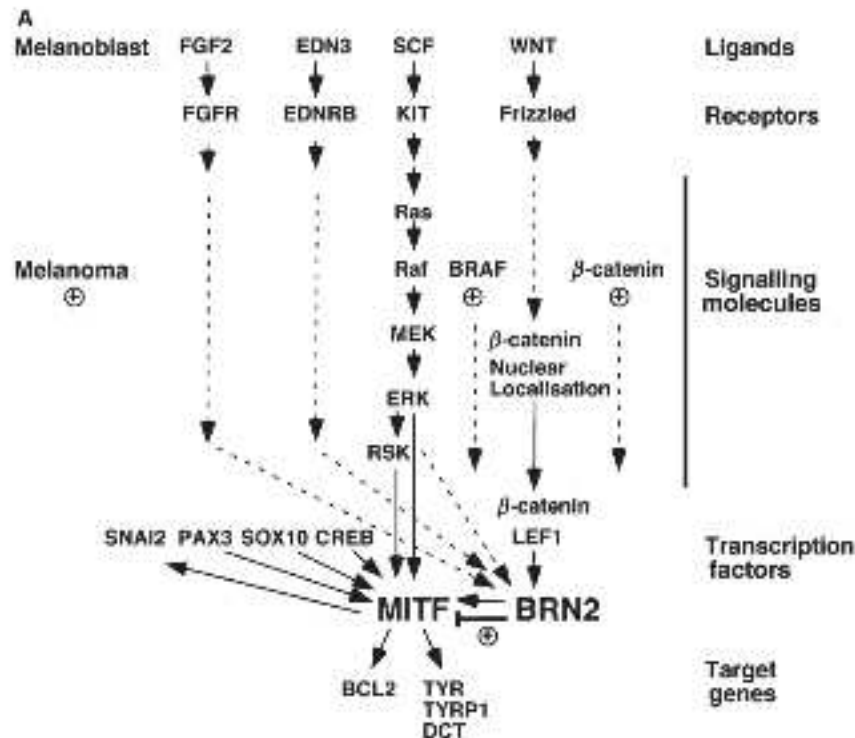 A
Melanoblast FGF2 EDN3 SCF WNT Ligands
FGFR EDNRB KIT Frizzled Receptors
Ras
Melanoma Raf BRAF β-catenin Signalling
⊕ ⊕ ⊕ molecules
MEK β-catenin
Nuclear
ERK Localisation
RSK
β-catenin
SNAI2 PAX3 SOX10 CREB LEF1 Transcription
factors
MITF BRN2
⊕
BCL2 TYR Target
TYRP1 genes
DCT